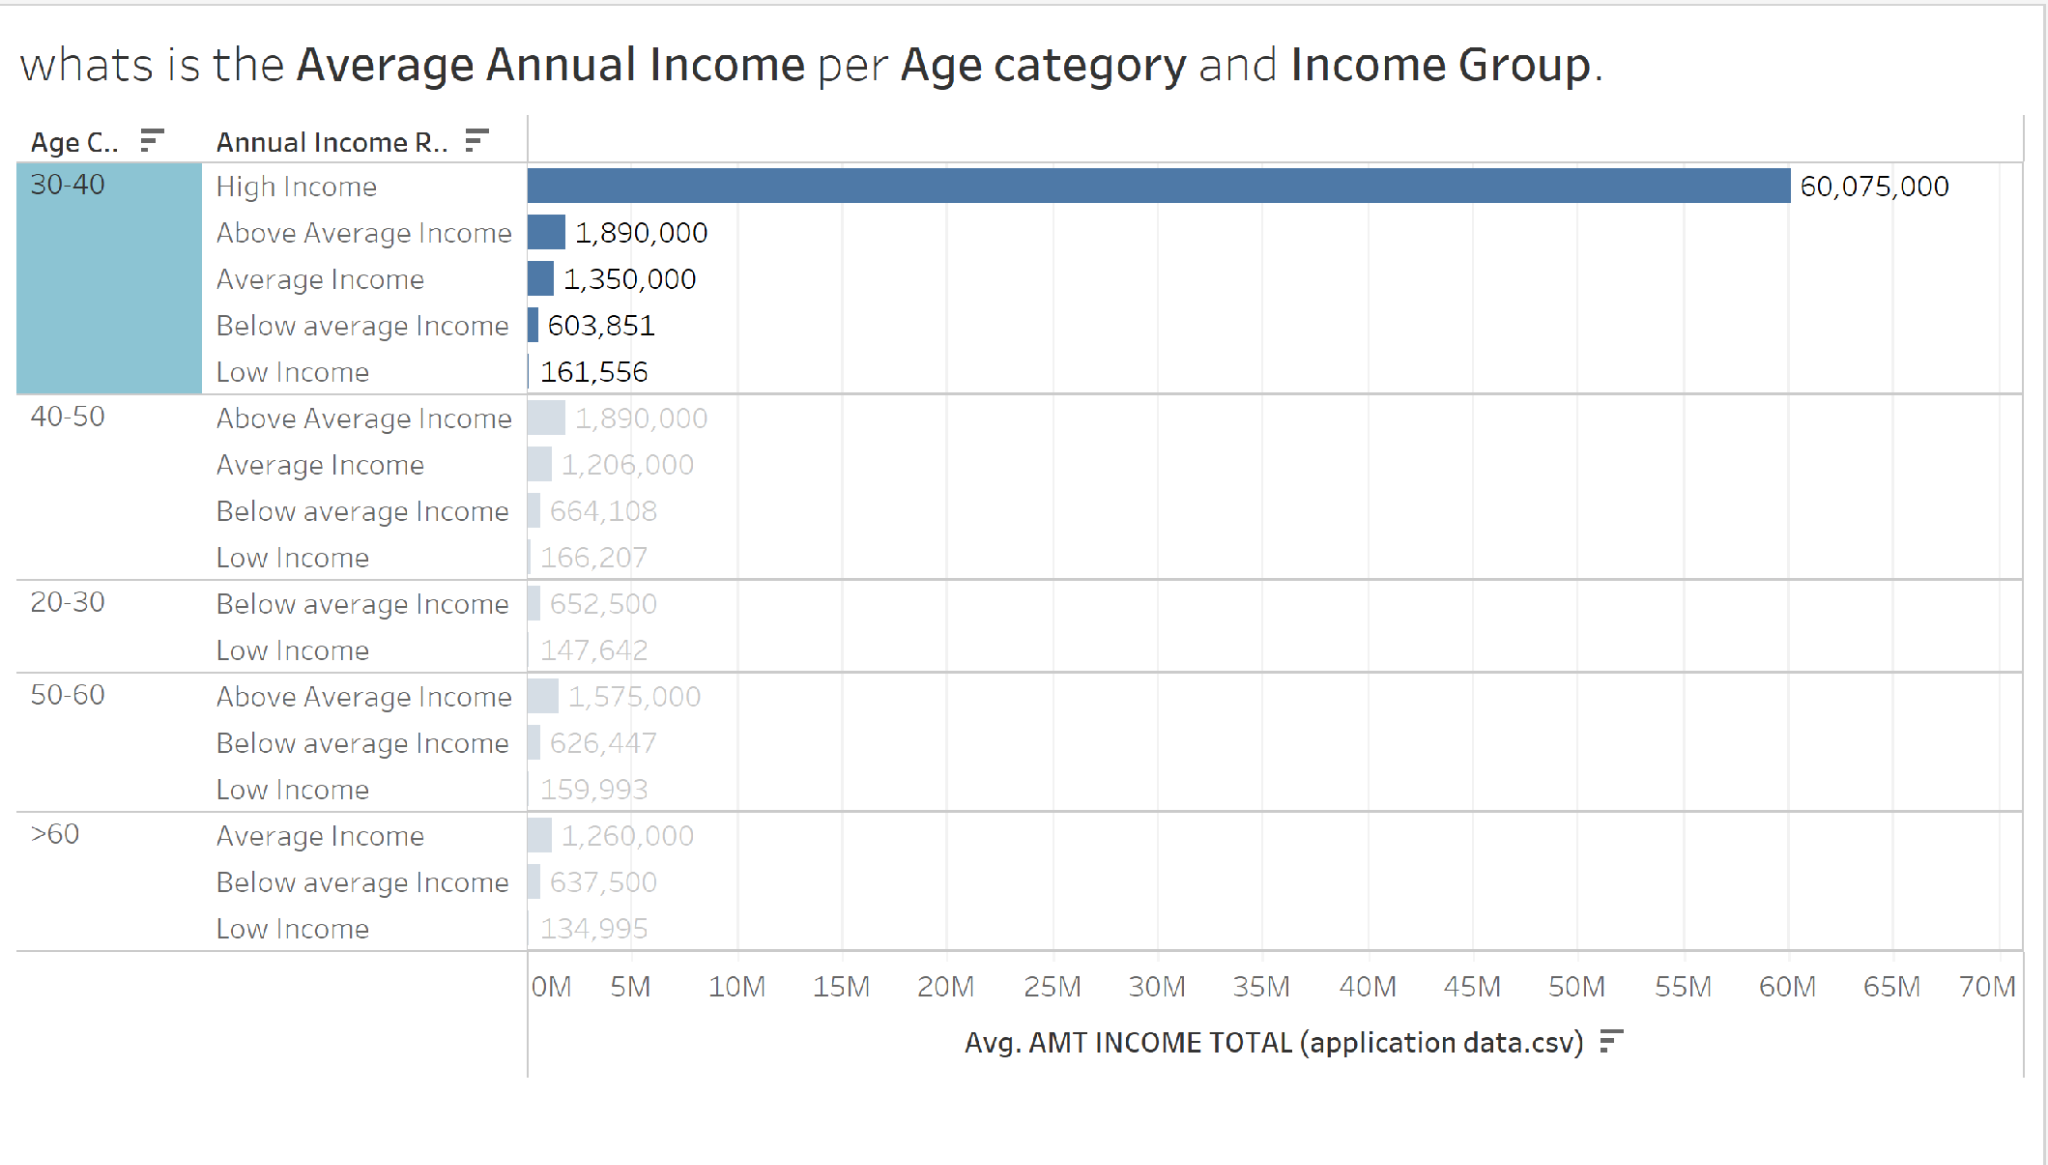 whats is the Average Annual Income per Age category and Income Group.
Age C.. Annual Income R..
30-40 High Income 60,075,000
Above Average Income 1,890,000
Average Income 1,350,000
Below average Income 603,851
Low Income 161,556
40-50 Above Average Income 1,890,000
Average Income 1,206,000
Below average Income 664,108
Low Income 166,207
20-30 Below average Income 652,500
Low Income 147,642
50-60 Above Average Income 1,575,000
Below average Income 626,447
Low Income 159,993
>60 Average Income 1,260,000
Below average Income 637,500
Low Income 134,995
0M 5M 10M 15M 20M 25M 30M 35M 40M 45M 50M 55M 60M 65M 70M
Avg. AMT INCOME TOTAL (application data.csv)